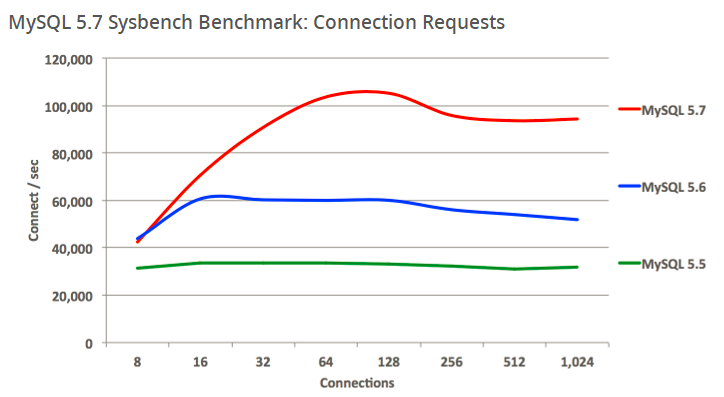 MySQL 5.7 Sysbench Benchmark: Connection Requests
120,000
100,000
80,000
60,000
40,000
20,000
0
Connect / sec
8 16 32 64 128 256 512 1,024
Connections
MySQL 5.7
MySQL 5.6
MySQL 5.5